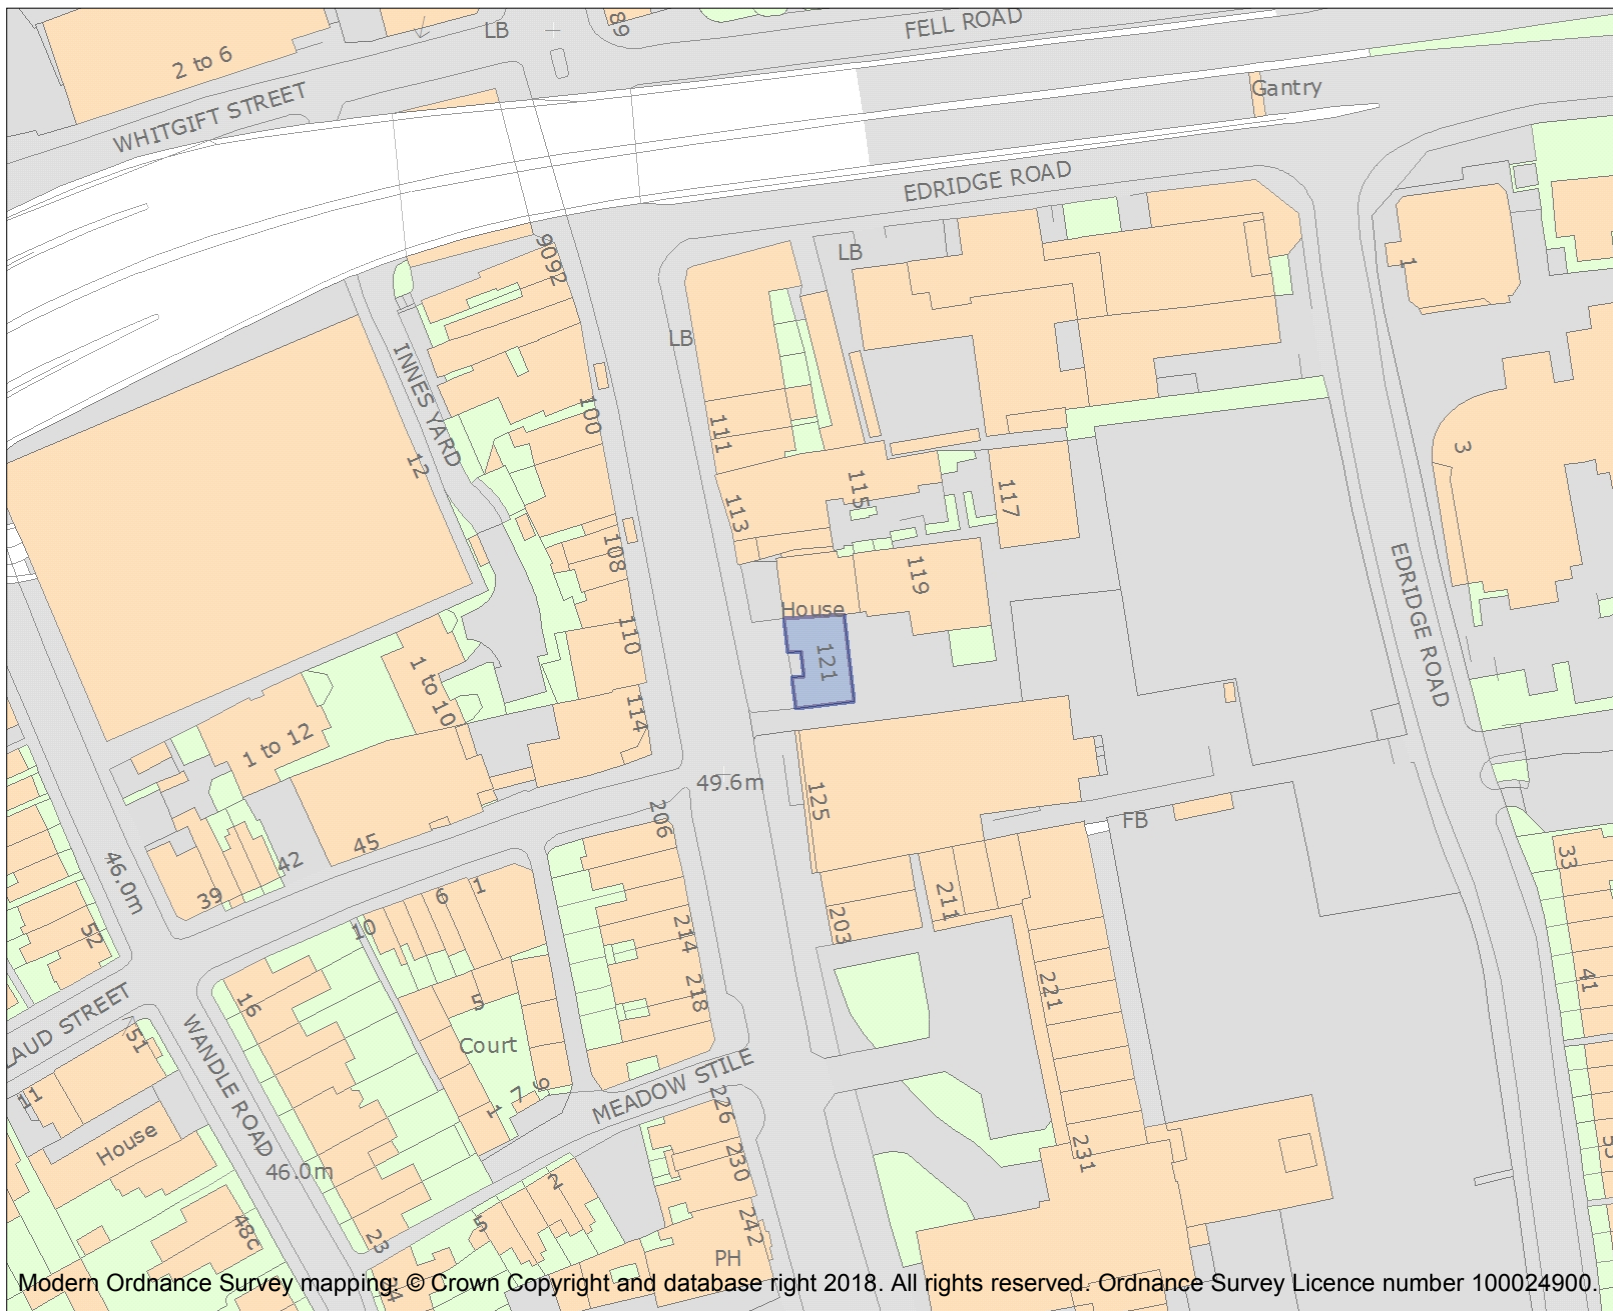 LB
89
FELL ROAD
2 to 6
WHITGIFT STREET
Gantry
EDRIDGE ROAD
9092
LB
1
LB
INNES YARD
100
111
12
3
113
115
117
108
119
EDRIDGE ROAD
House
121
110
1 to 10
114
1 to 12
49.6m
125
206
FB
45
42
46.0m
39
33
6
1
211
10
203
52
214
41
218
221
16
5
LAUD STREET
51
Court
WANDLE ROAD
11
1 7 9
MEADOW STILE
226
House
231
230
46.0m
2
48c
5
23
242
PH
Modern Ordnance Survey mapping: © Crown Copyright and database right 2018. All rights reserved. Ordnance Survey Licence number 100024900.